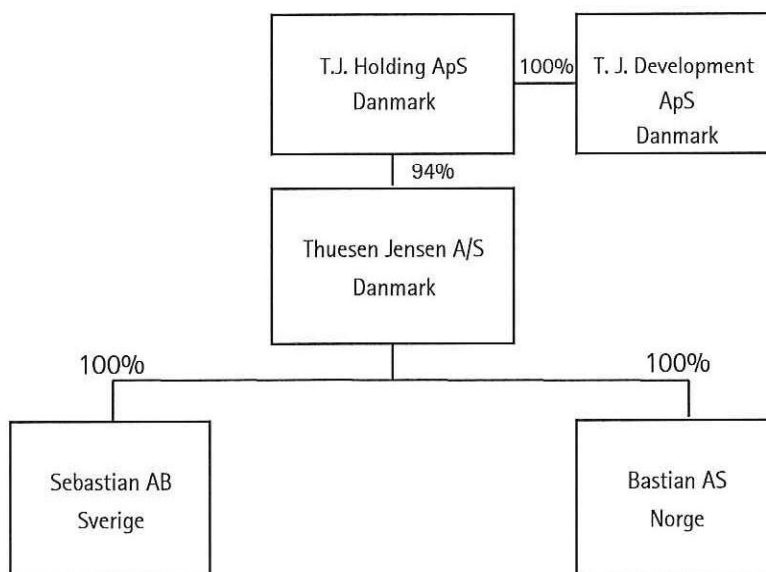 T.J. Holding ApS
Danmark
100%
T. J. Development
ApS
Danmark
94%
Thuesen Jensen A/S
Danmark
100%
100%
Sebastian AB
Sverige
Bastian AS
Norge